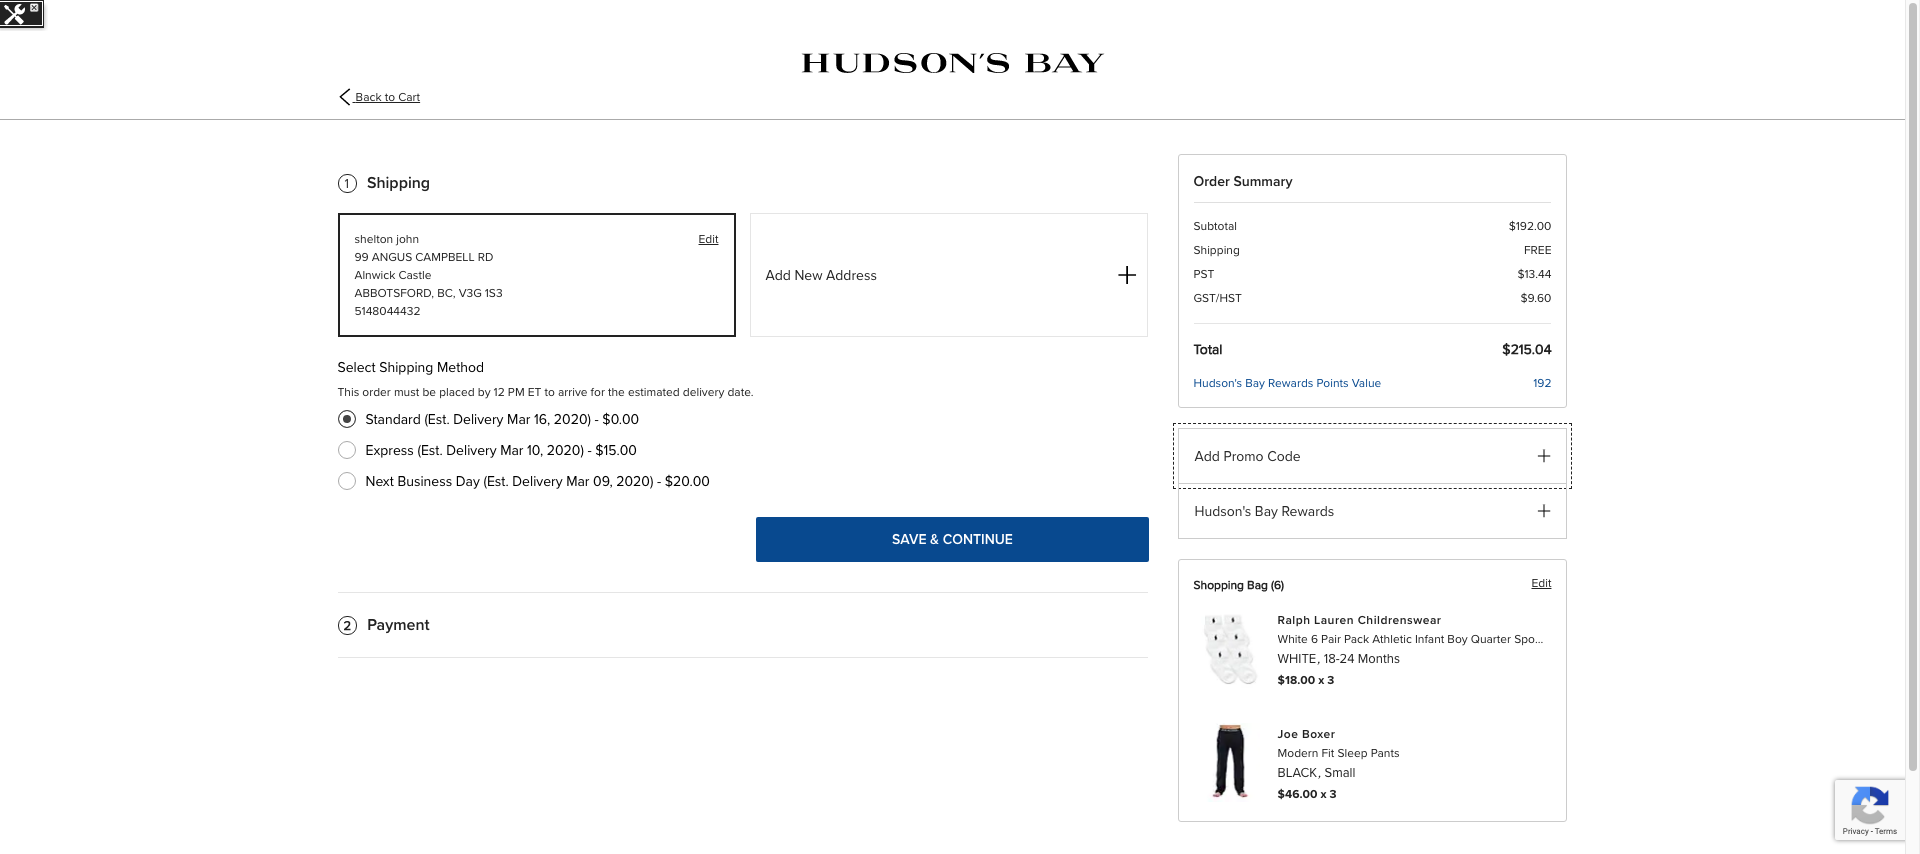 HUDSON'S BAY
Back to Cart
1 Shipping
shelton john
Edit
99 ANGUS CAMPBELL RD
Alnwick Castle
ABBOTSFORD, BC, V3G 1S3
5148044432
Add New Address
Select Shipping Method
This order must be placed by 12 PM ET to arrive for the estimated delivery date.
Standard (Est. Delivery Mar 16, 2020) - $0.00
Express (Est. Delivery Mar 10, 2020) - $15.00
Next Business Day (Est. Delivery Mar 09, 2020) - $20.00
SAVE & CONTINUE
2 Payment
Order Summary
Subtotal $192.00
Shipping FREE
PST $13.44
GST/HST $9.60
Total $215.04
Hudson's Bay Rewards Points Value 192
Add Promo Code
Hudson's Bay Rewards
Shopping Bag (6) Edit
Ralph Lauren Childrenswear
White 6 Pair Pack Athletic Infant Boy Quarter Spo...
WHITE, 18-24 Months
$18.00 x 3
Joe Boxer
Modern Fit Sleep Pants
BLACK, Small
$46.00 x 3
Privacy - Terms